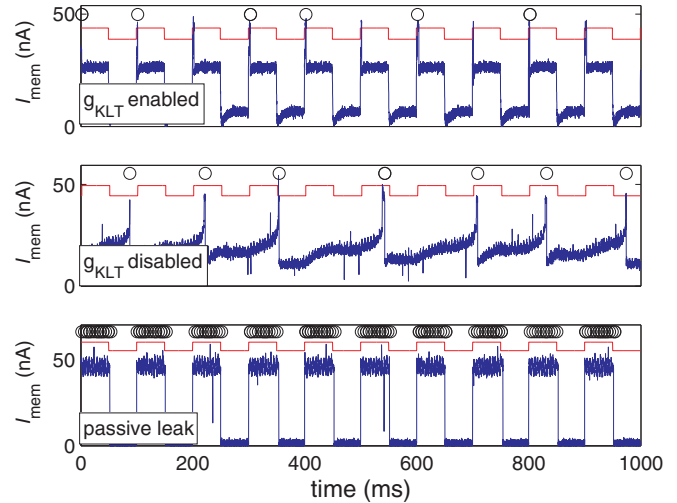 50
0
I_mem (nA)
g_KLT enabled
50
0
I_mem (nA)
g_KLT disabled
50
0
I_mem (nA)
passive leak
0 200 400 600 800 1000
time (ms)